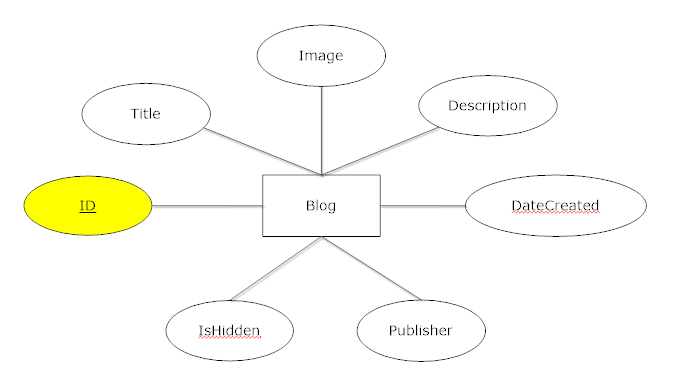 Image
Title
Description
ID
Blog
DateCreated
IsHidden
Publisher